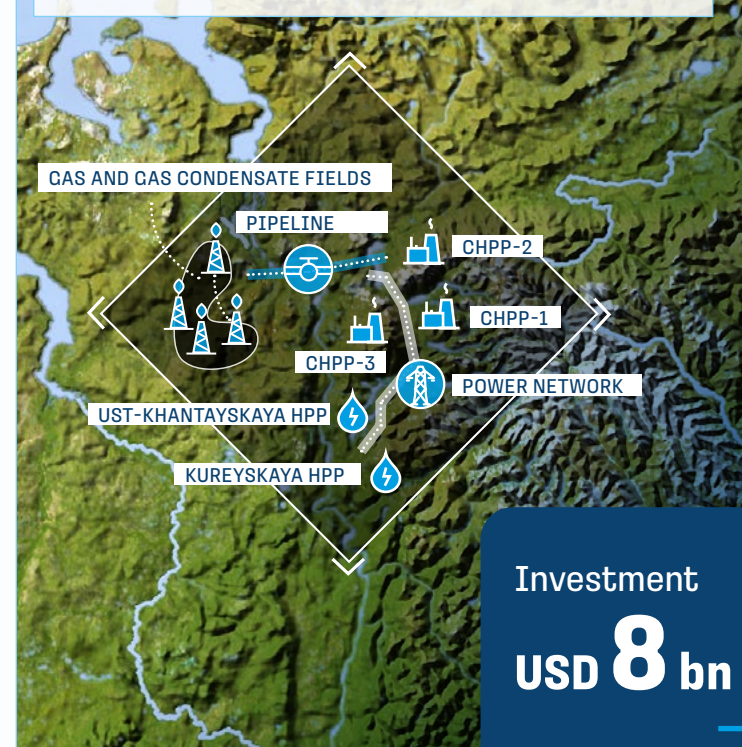 GAS AND GAS CONDENSATE FIELDS
PIPELINE
CHPP-2
CHPP-1
CHPP-3
POWER NETWORK
UST-KHANTAYSKAYA HPP
KUREYSKAYA HPP
Investment
USD 8 bn